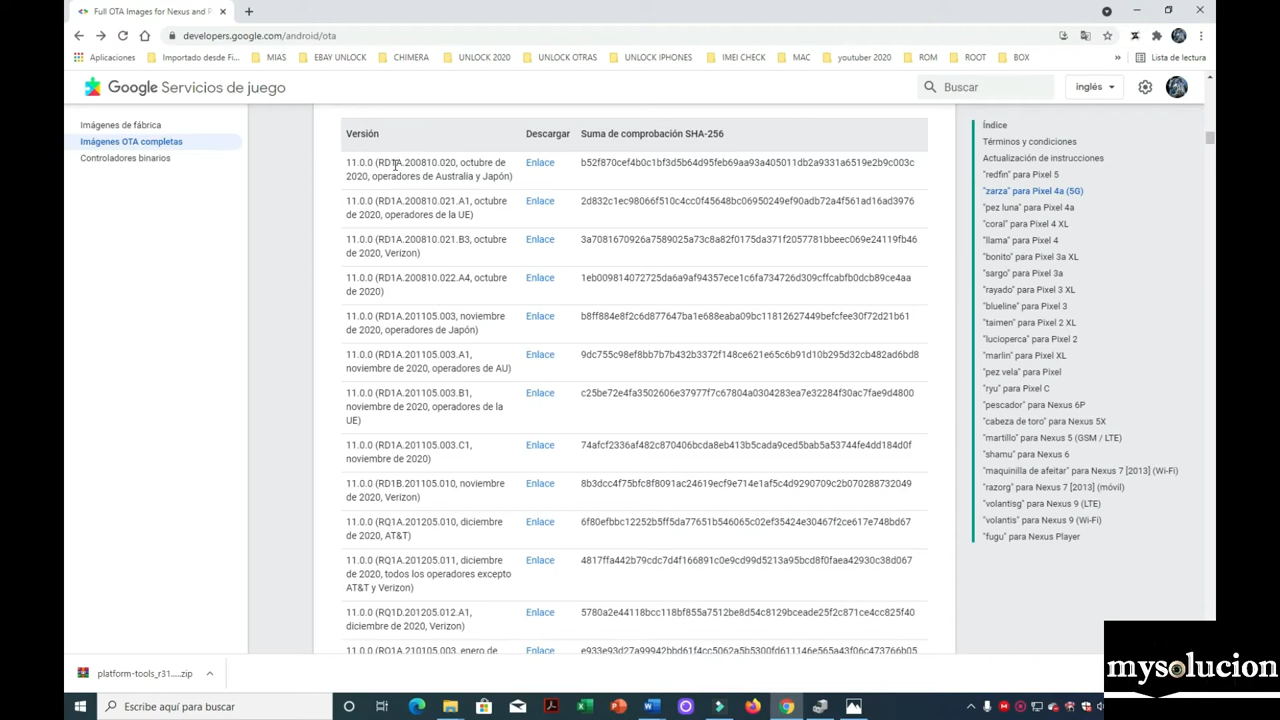 Full OTA Images for Nexus and P
developers.google.com/android/ota
Aplicaciones
Importado desde Fi...
MIAS
EBAY UNLOCK
CHIMERA
UNLOCK 2020
UNLOCK OTRAS
UNLOCK IPHONES
IMEI CHECK
MAC
youtuber 2020
ROM
ROOT
BOX
»
Lista de lectura
Google Servicios de juego
Buscar
inglés
Imágenes de fábrica
Imágenes OTA completas
Controladores binarios
Versión
Descargar
Suma de comprobación SHA-256
11.0.0 (RD1A.200810.020, octubre de
2020, operadores de Australia y Japón)
Enlace
b52f870cef4b0c1bf3d5b64d95feb69aa93a405011db2a9331a6519e2b9c003c
11.0.0 (RD1A.200810.021.A1, octubre
de 2020, operadores de la UE)
Enlace
2d832c1ec98066f510c4cc0f45648bc06950249ef90adb72a4f561ad16ad3976
11.0.0 (RD1A.200810.021.B3, octubre
de 2020, Verizon)
Enlace
3a7081670926a7589025a73c8a82f0175da371f2057781bbeec069e24119fb46
11.0.0 (RD1A.200810.022.A4, octubre
de 2020)
Enlace
1eb009814072725da6a9af94357ece1c6fa734726d309cffcabfb0dcb89ce4aa
11.0.0 (RD1A.201105.003, noviembre
de 2020, operadores de Japón)
Enlace
b8ff884e8f2c6d877647ba1e688eaba09bc11812627449befcfee30f72d21b61
11.0.0 (RD1A.201105.003.A1,
noviembre de 2020, operadores de AU)
Enlace
9dc755c98ef8bb7b7b432b3372f148ce621e65c6b91d10b295d32cb482ad6bd8
11.0.0 (RD1A.201105.003.B1,
noviembre de 2020, operadores de la
UE)
Enlace
c25be72e4fa3502606e37977f7c67804a0304283ea7e32284f30ac7fae9d4800
11.0.0 (RD1A.201105.003.C1,
noviembre de 2020)
Enlace
74afcf2336af482c870406bcda8eb413b5cada9ced5bab5a53744fe4dd184d0f
11.0.0 (RD1B.201105.010, noviembre
de 2020, Verizon)
Enlace
8b3dcc4f75bfc8f8091ac24619ecf9e714e1af5c4d9290709c2b070288732049
11.0.0 (RQ1A.201205.010, diciembre
de 2020, AT&T)
Enlace
6f80efbbc12252b5ff5da77651b546065c02ef35424e30467f2ce617e748bd67
11.0.0 (RQ1A.201205.011, diciembre
de 2020, todos los operadores excepto
AT&T y Verizon)
Enlace
4817ffa442b79cdc7d4f166891c0e9cd99d5213a95bcd8f0faea42930c38d067
11.0.0 (RQ1D.201205.012.A1,
diciembre de 2020, Verizon)
Enlace
5780a2e44118bcc118bf855a7512be8d54c8129bceade25f2c871ce4cc825f40
11.0.0 (RQ1A.210105.003, enero de
Enlace
e933e93d27a99942bbd61f4cc5062a5b5300fd611146e565a43f06c473766b05
Índice
Términos y condiciones
Actualización de instrucciones
"redfin" para Pixel 5
"zarza" para Pixel 4a (5G)
"pez luna" para Pixel 4a
"coral" para Pixel 4 XL
"llama" para Pixel 4
"bonito" para Pixel 3a XL
"sargo" para Pixel 3a
"rayado" para Pixel 3 XL
"blueline" para Pixel 3
"taimen" para Pixel 2 XL
"lucioperca" para Pixel 2
"marlin" para Pixel XL
"pez vela" para Pixel
"ryu" para Pixel C
"pescador" para Nexus 6P
"cabeza de toro" para Nexus 5X
"martillo" para Nexus 5 (GSM / LTE)
"shamu" para Nexus 6
"maquinilla de afeitar" para Nexus 7 [2013] (Wi-Fi)
"razorg" para Nexus 7 [2013] (móvil)
"volantisg" para Nexus 9 (LTE)
"volantis" para Nexus 9 (Wi-Fi)
"fugu" para Nexus Player
platform-tools_r31.....zip
mysolucion
Escribe aquí para buscar